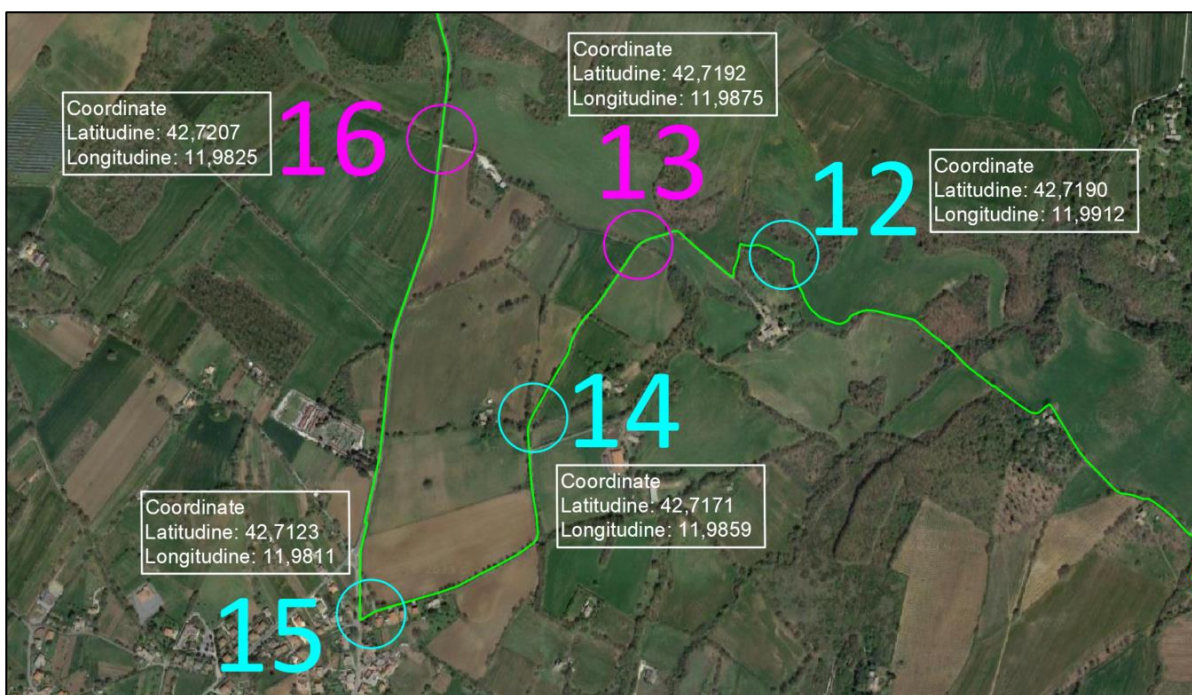 Coordinate
Latitudine: 42,7192
Longitudine: 11,9875
13
Coordinate
Latitudine: 42,7207
Longitudine: 11,9825
16
Coordinate
Latitudine: 42,7190
Longitudine: 11,9912
12
14
Coordinate
Latitudine: 42,7171
Longitudine: 11,9859
Coordinate
Latitudine: 42,7123
Longitudine: 11,9811
15